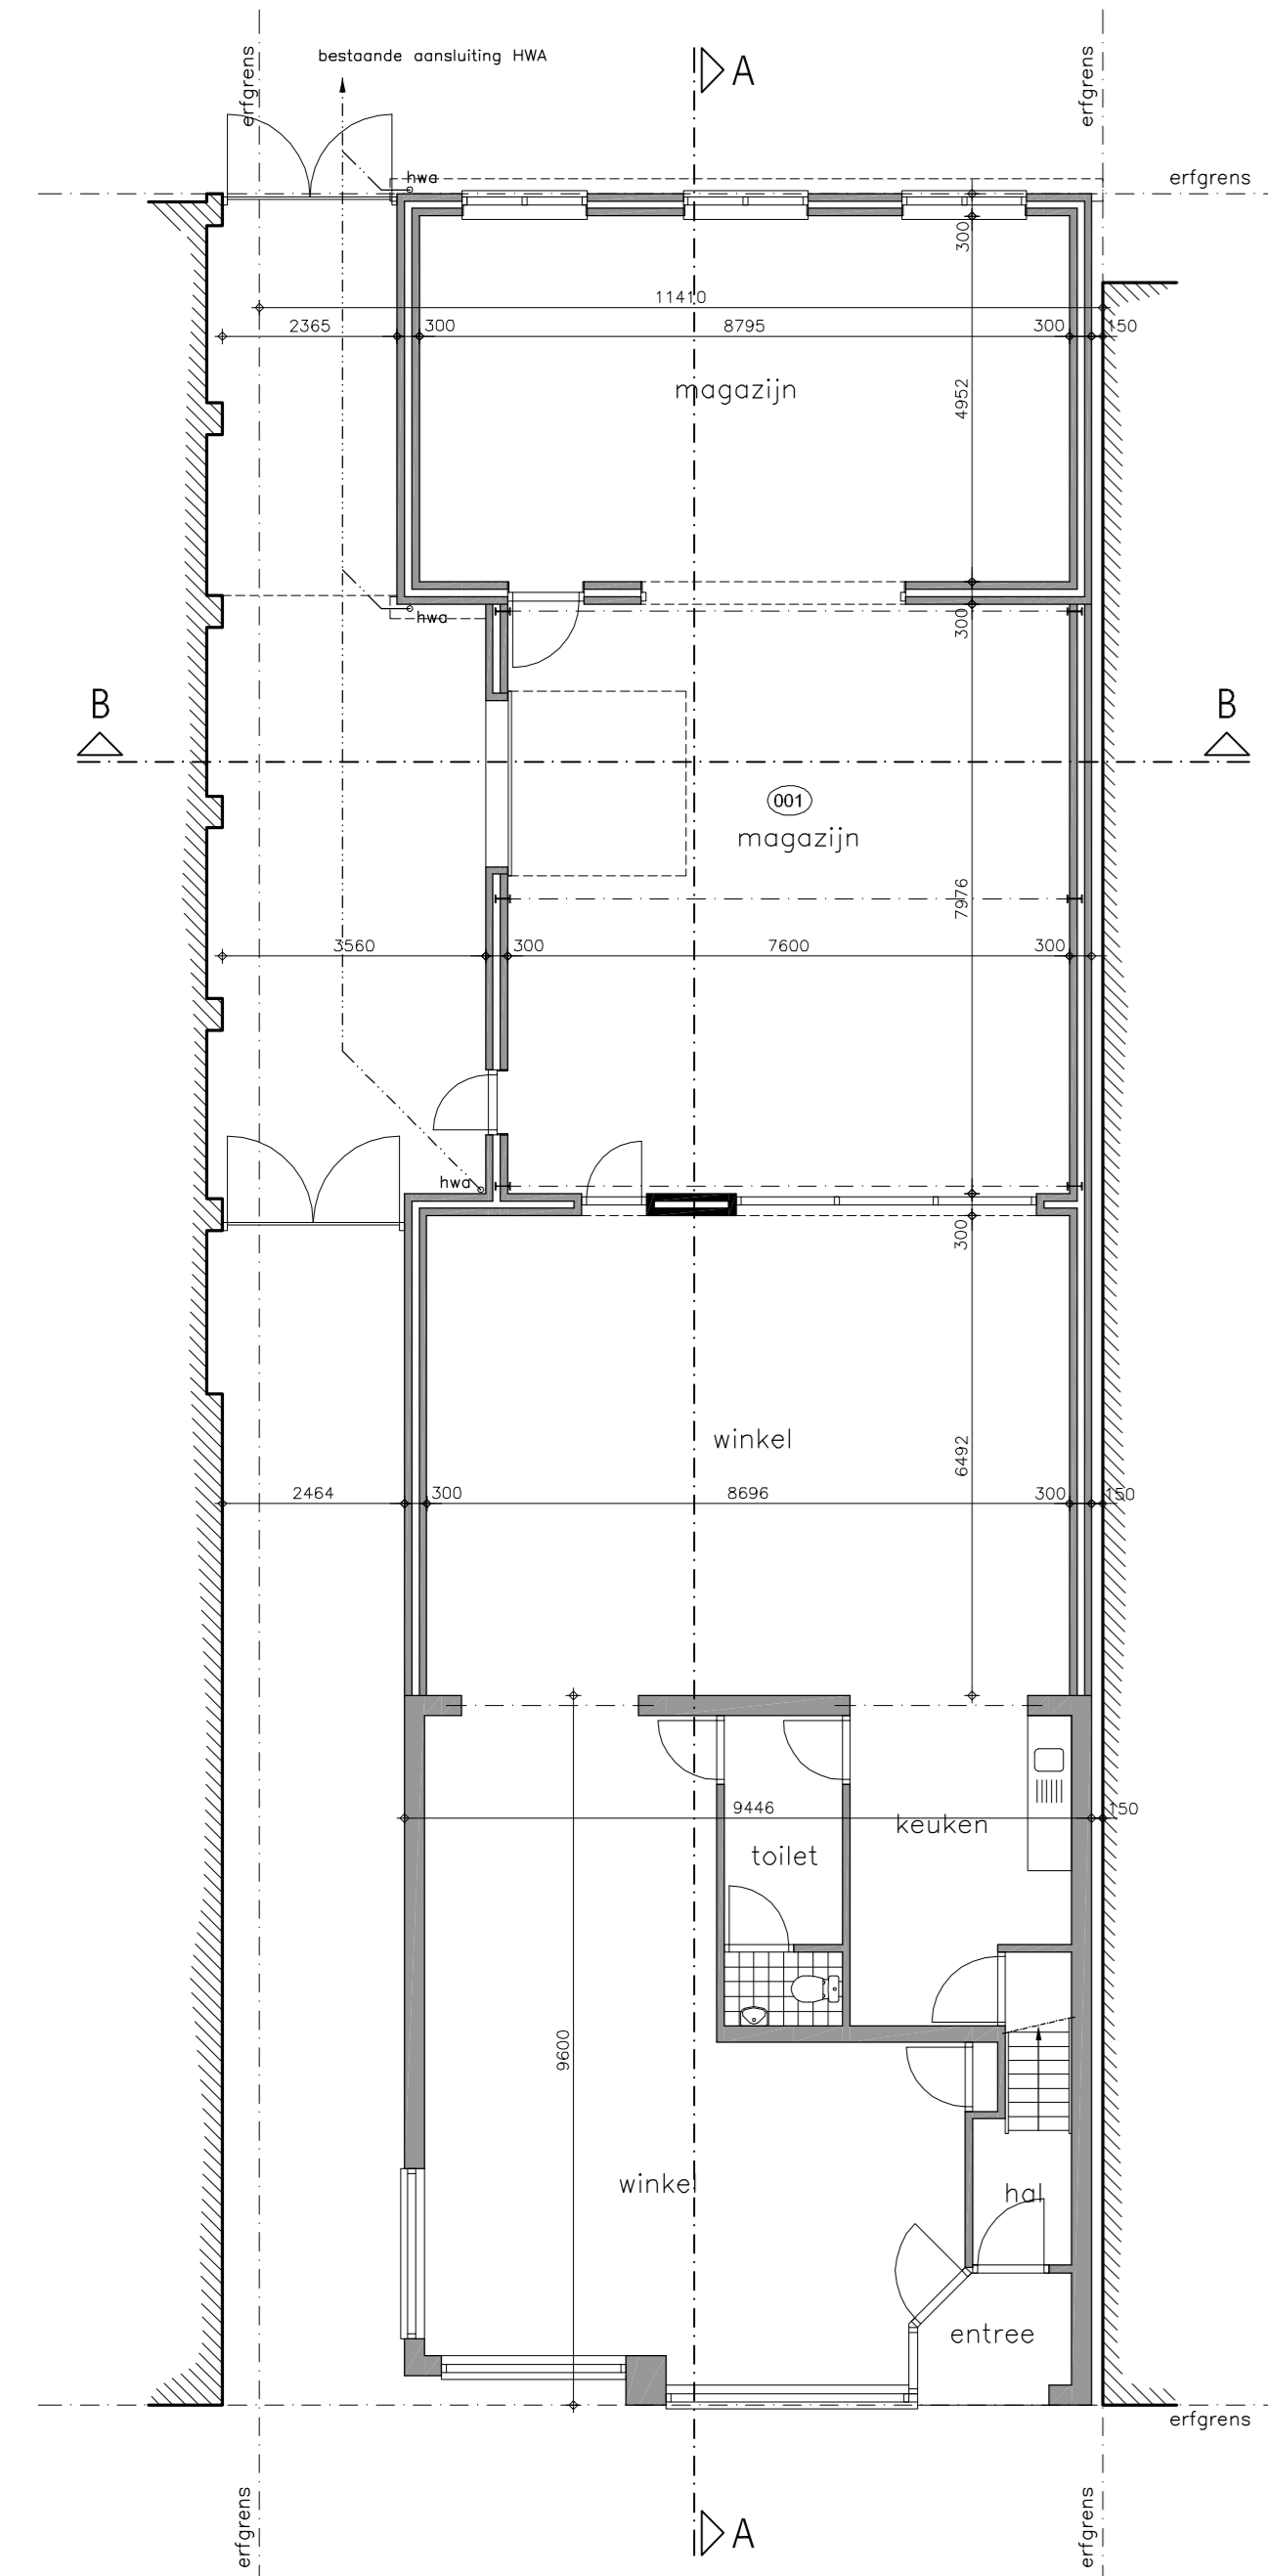 erfgrens
bestaande aansluiting HWA
A
erfgrens
hwa
erfgrens
300
11410
2365
300
8795
300
150
magazijn
4952
hwa
300
B
B
001
magazijn
7976
3560
300
7600
300
hwa
300
winkel
6492
2464
300
8696
300
150
9446
150
keuken
toilet
9600
winkel
hal
entree
erfgrens
erfgrens
A
erfgrens